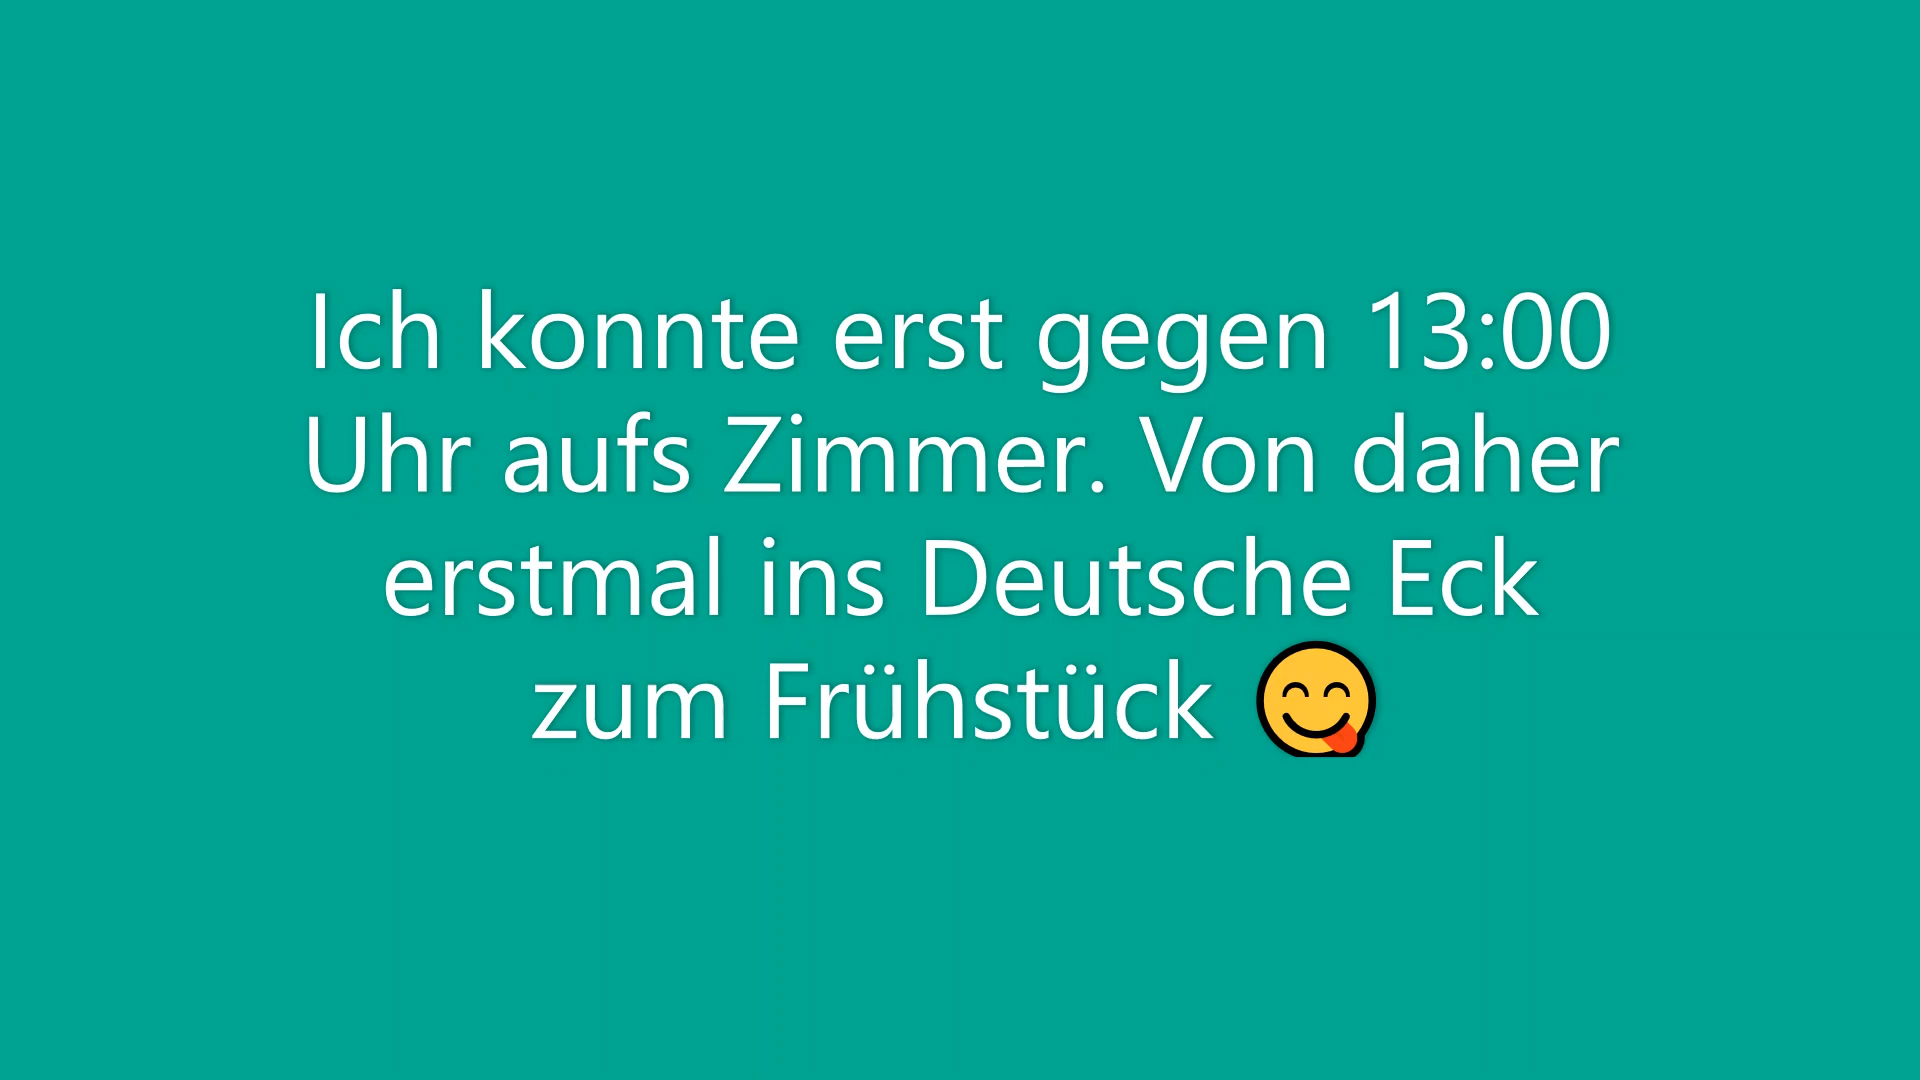 Ich konnte erst gegen 13:00
Uhr aufs Zimmer. Von daher
erstmal ins Deutsche Eck
zum Frühstück 😋